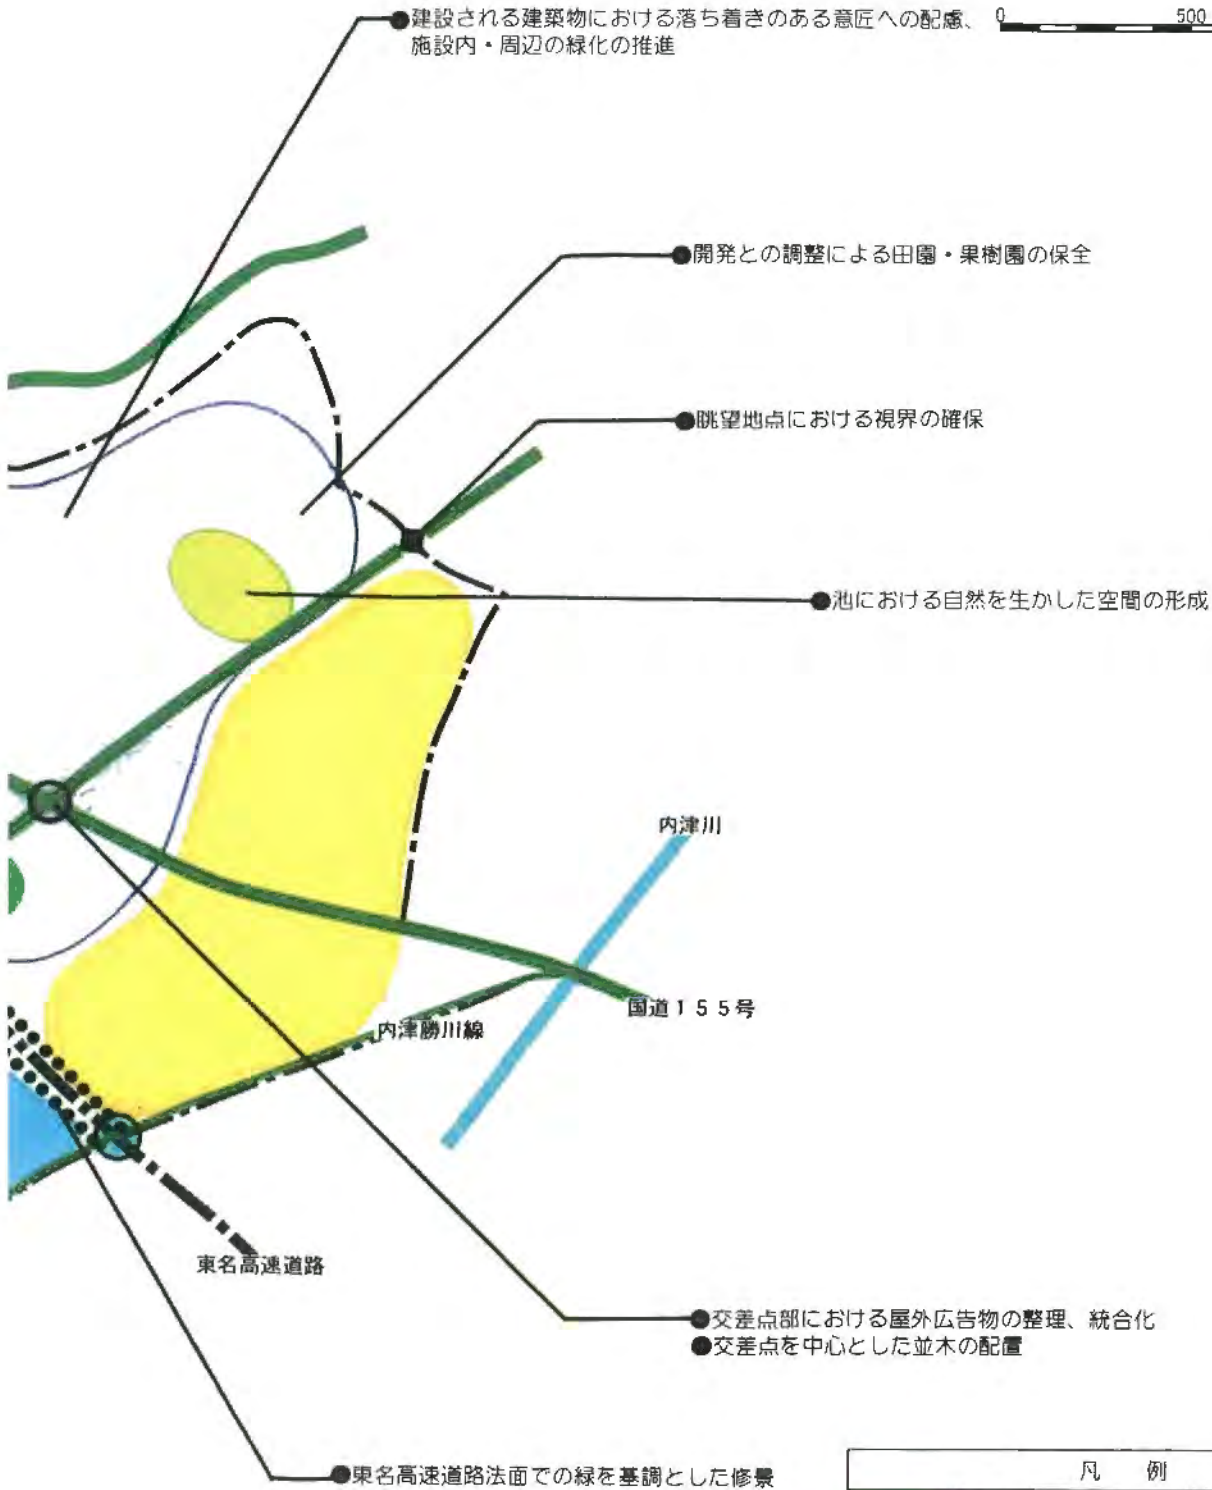 ●建設される建築物における落ち着きのある意匠への配慮、
施設内・周辺の緑化の推進
0 500
●開発との調整による田園・果樹園の保全
●眺望地点における視界の確保
●池における自然を生かした空間の形成
内津川
国道155号
内津勝川線
東名高速道路
●交差点部における屋外広告物の整理、統合化
●交差点を中心とした並木の配置
●東名高速道路法面での緑を基調とした修景
凡 例